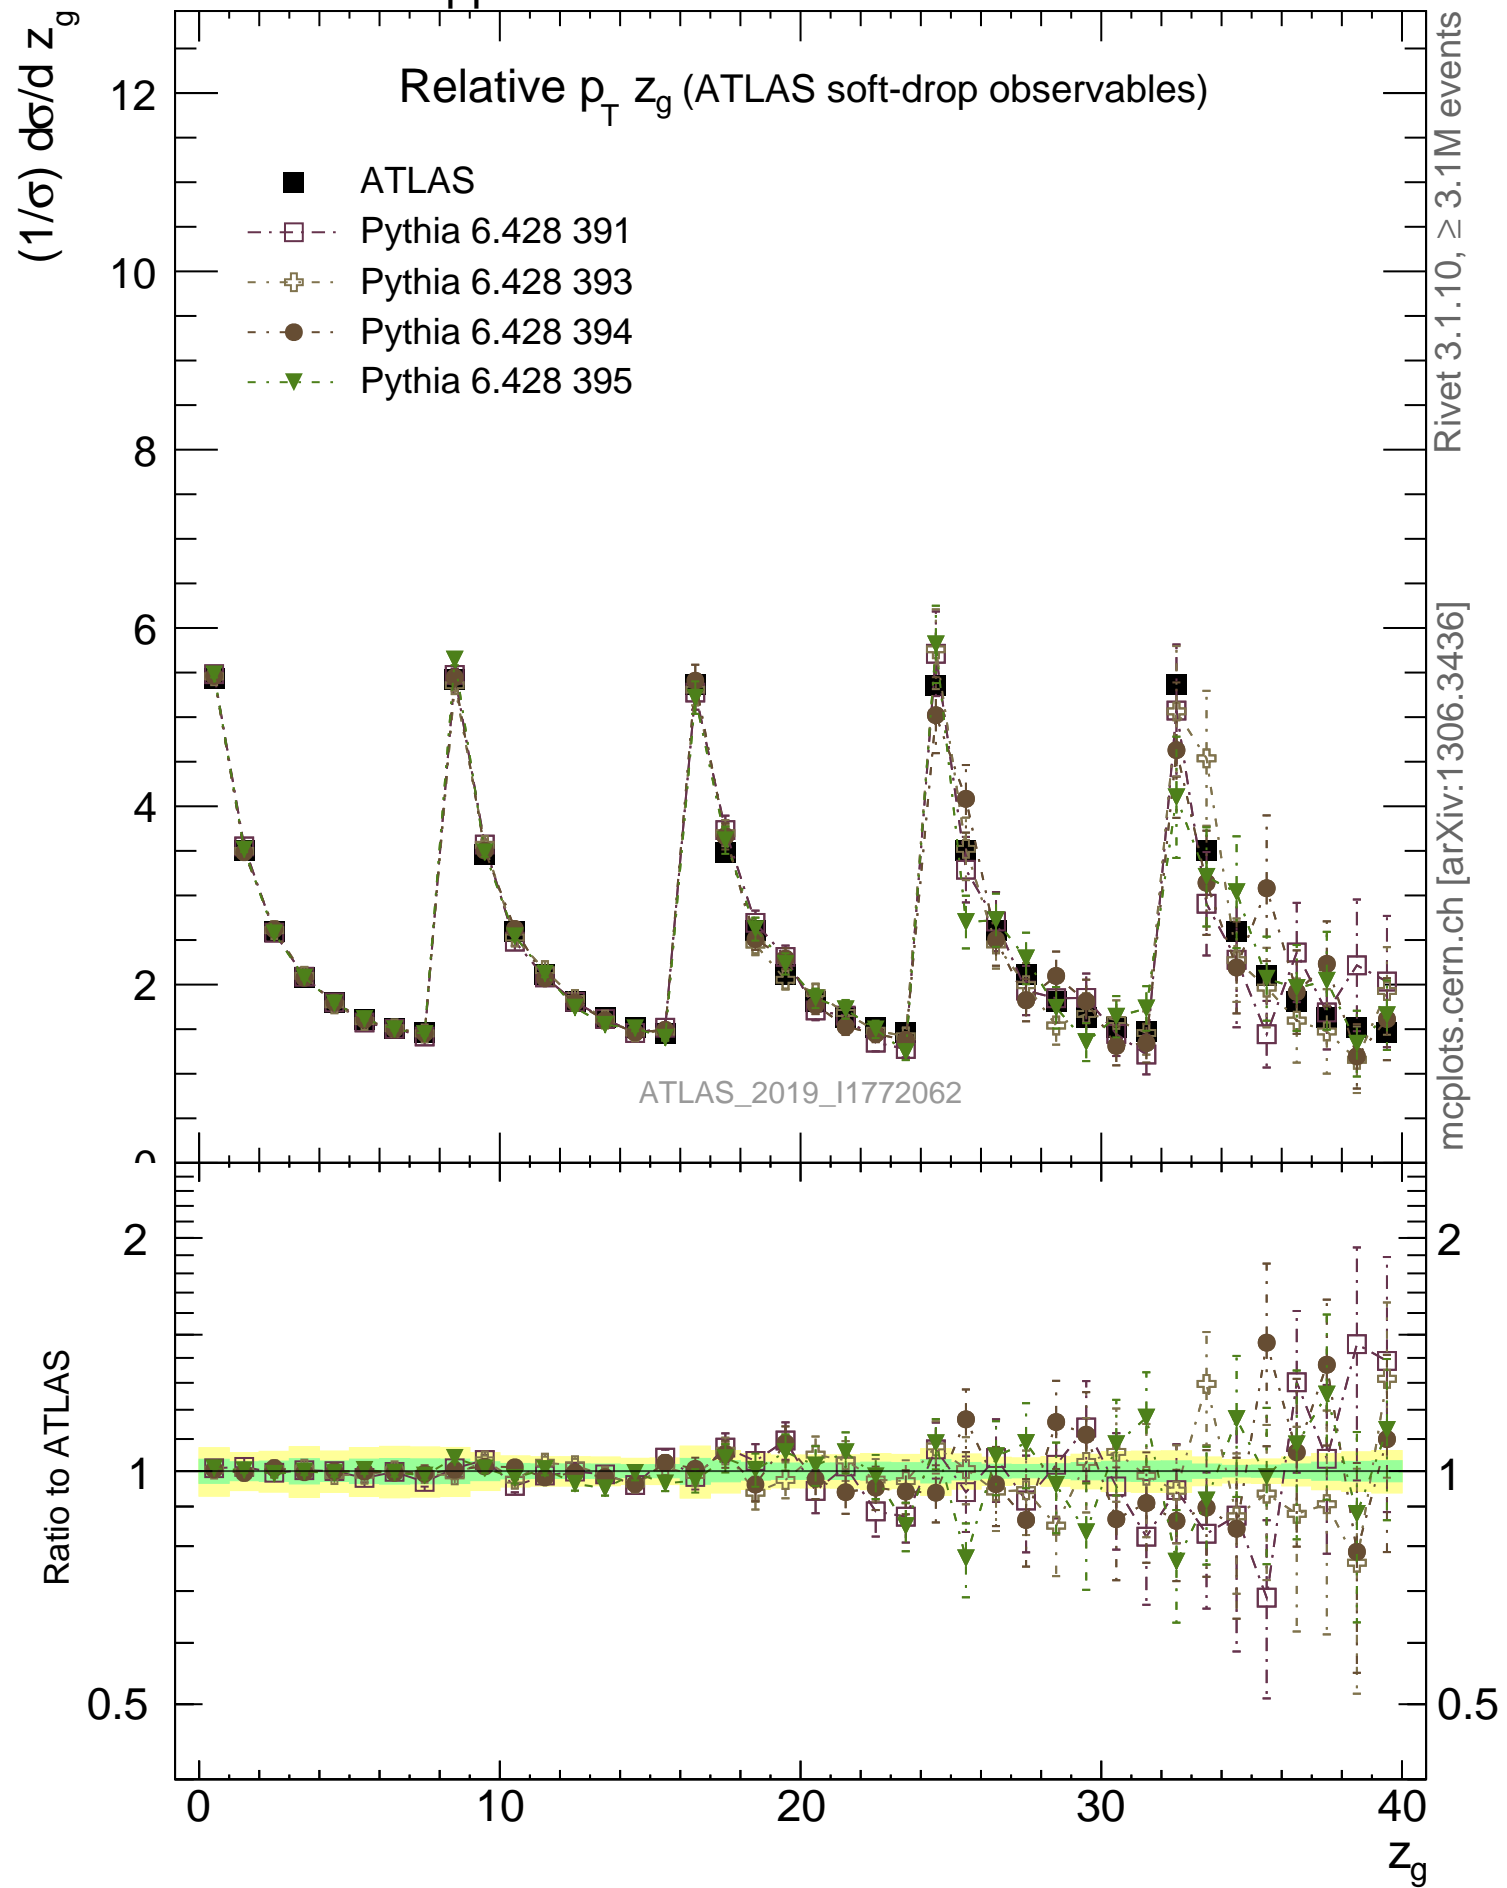 pp
(1/σ) dσ/d z_g
Relative p_T z_g (ATLAS soft-drop observables)
ATLAS
Pythia 6.428 391
Pythia 6.428 393
Pythia 6.428 394
Pythia 6.428 395
12
10
8
6
4
2
0
ATLAS_2019_I1772062
Rivet 3.1.10, ≥ 3.1M events
mcplots.cern.ch [arXiv:1306.3436]
Ratio to ATLAS
2
1
0.5
2
1
0.5
0 10 20 30 40
z_g